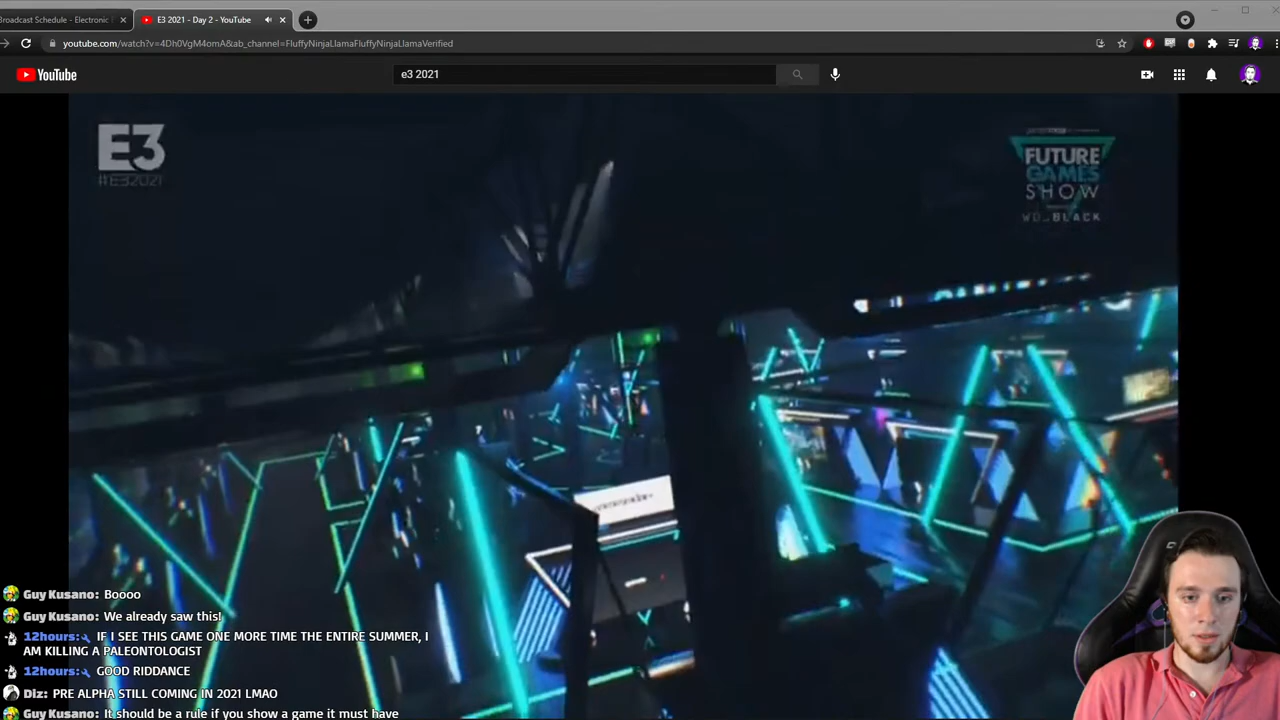 Broadcast Schedule - Electronic
E3 2021 - Day 2 - YouTube
youtube.com/watch?v=4Dh0VgM4omA&ab_channel=FluffyNinjaLlamaFluffyNinjaLlamaVerified
YouTube
e3 2021
E3
#E32021
FUTURE
GAMES
SHOW
WD_BLACK
Guy Kusano: Boooo
Guy Kusano: We already saw this!
12hours: IF I SEE THIS GAME ONE MORE TIME THE ENTIRE SUMMER, I
AM KILLING A PALEONTOLOGIST
12hours: GOOD RIDDANCE
Diz: PRE ALPHA STILL COMING IN 2021 LMAO
Guy Kusano: It should be a rule if you show a game it must have